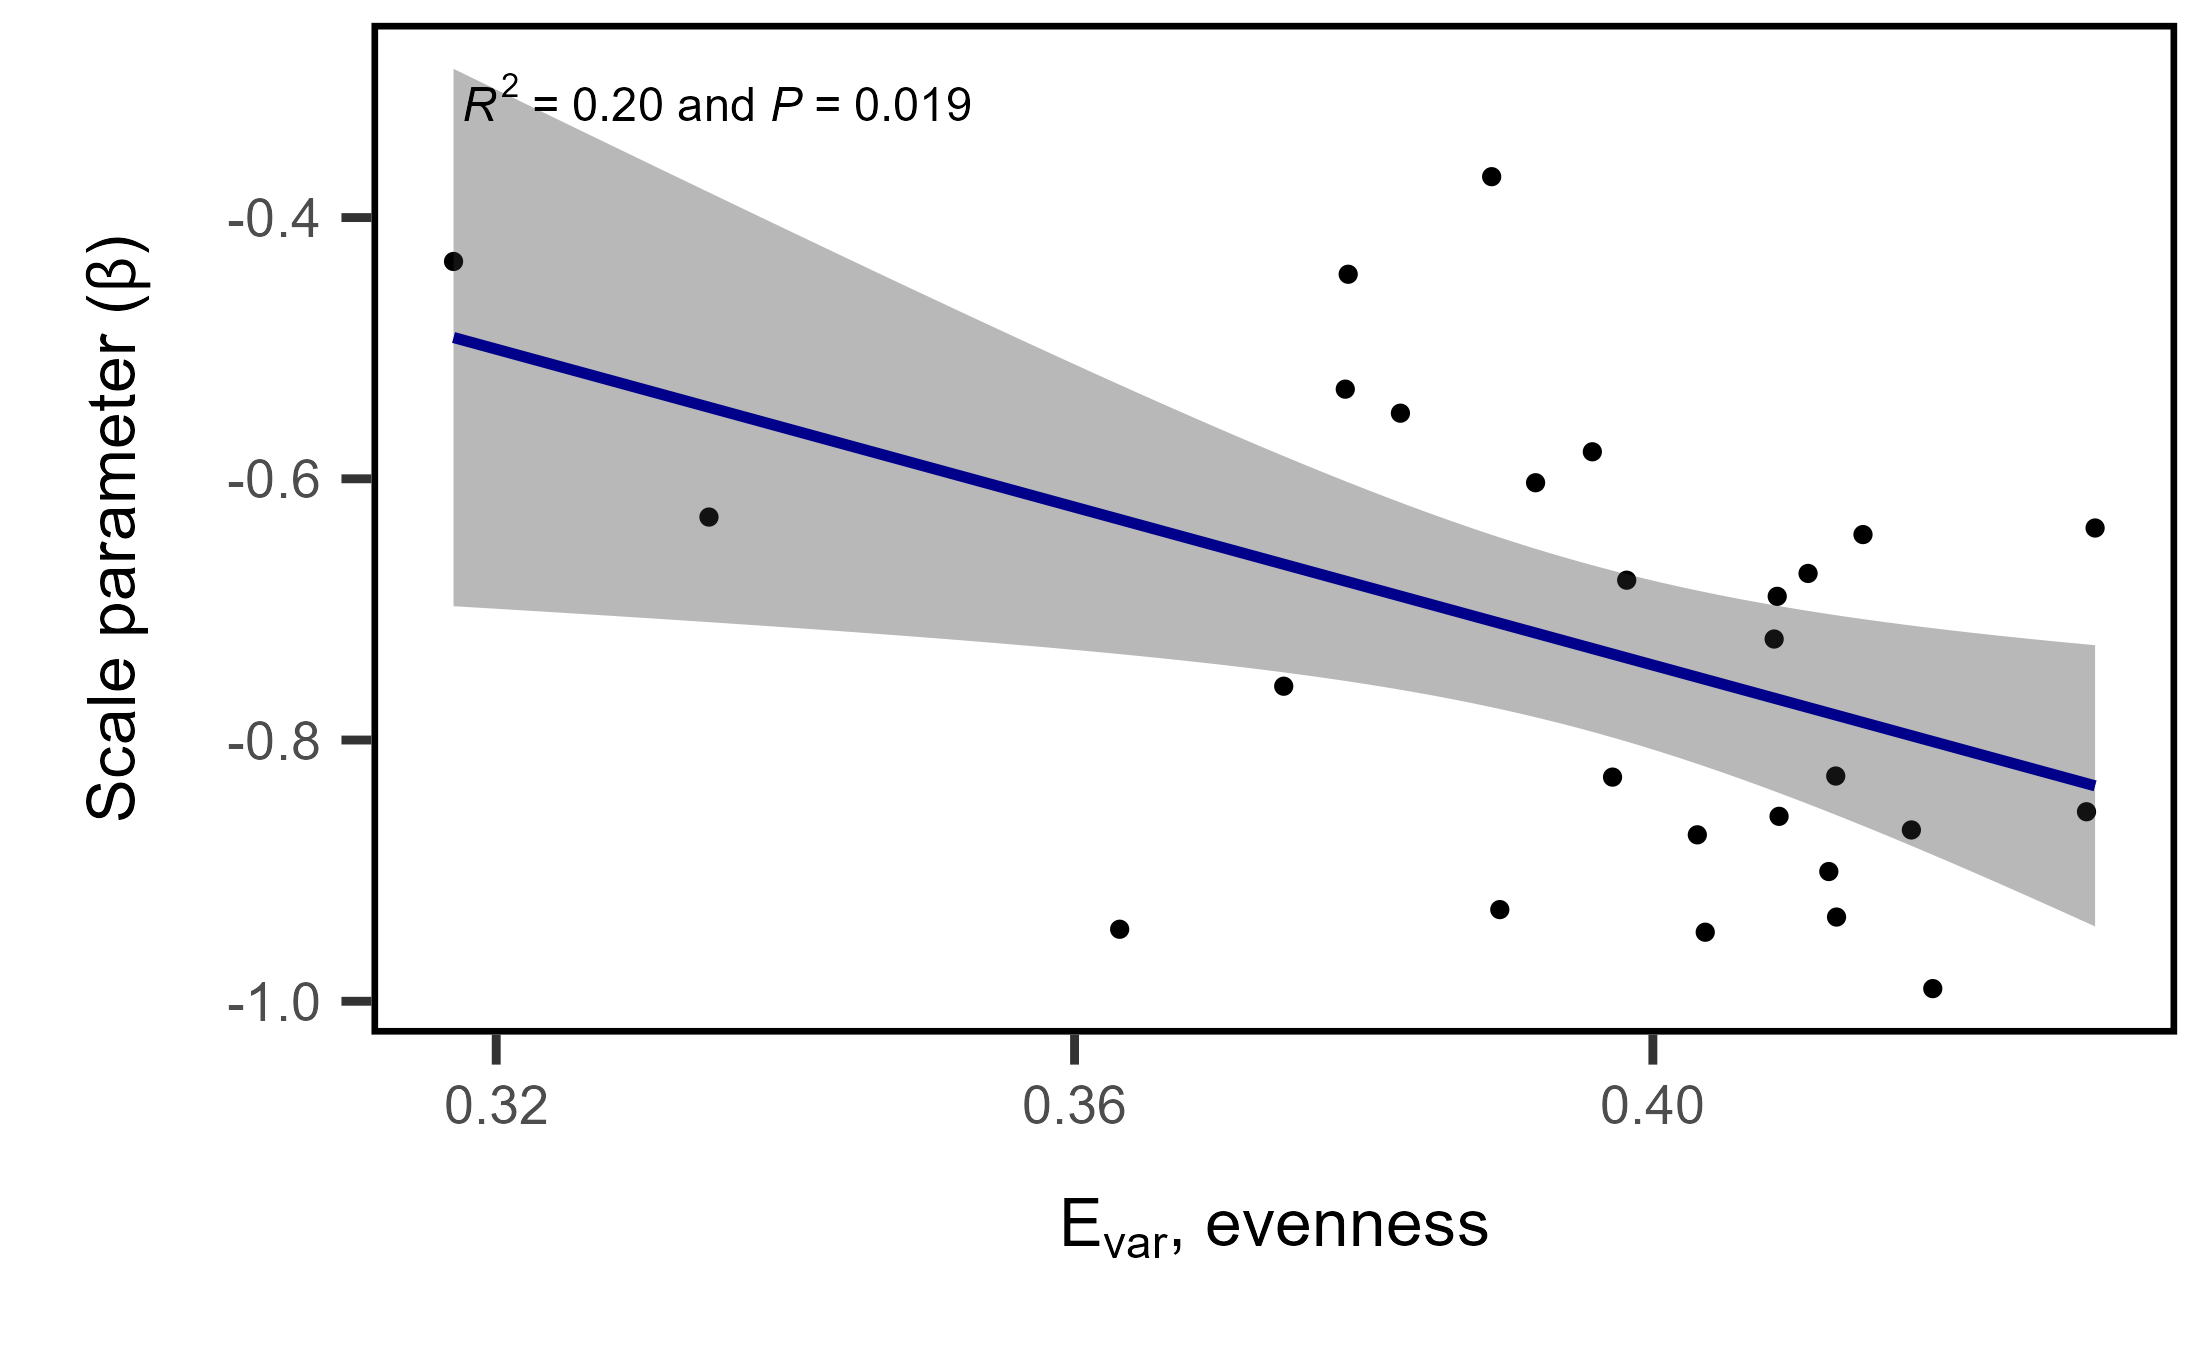 R² = 0.20 and P = 0.019
Scale parameter (β)
-0.4
-0.6
-0.8
-1.0
0.32 0.36 0.40
Evar, evenness